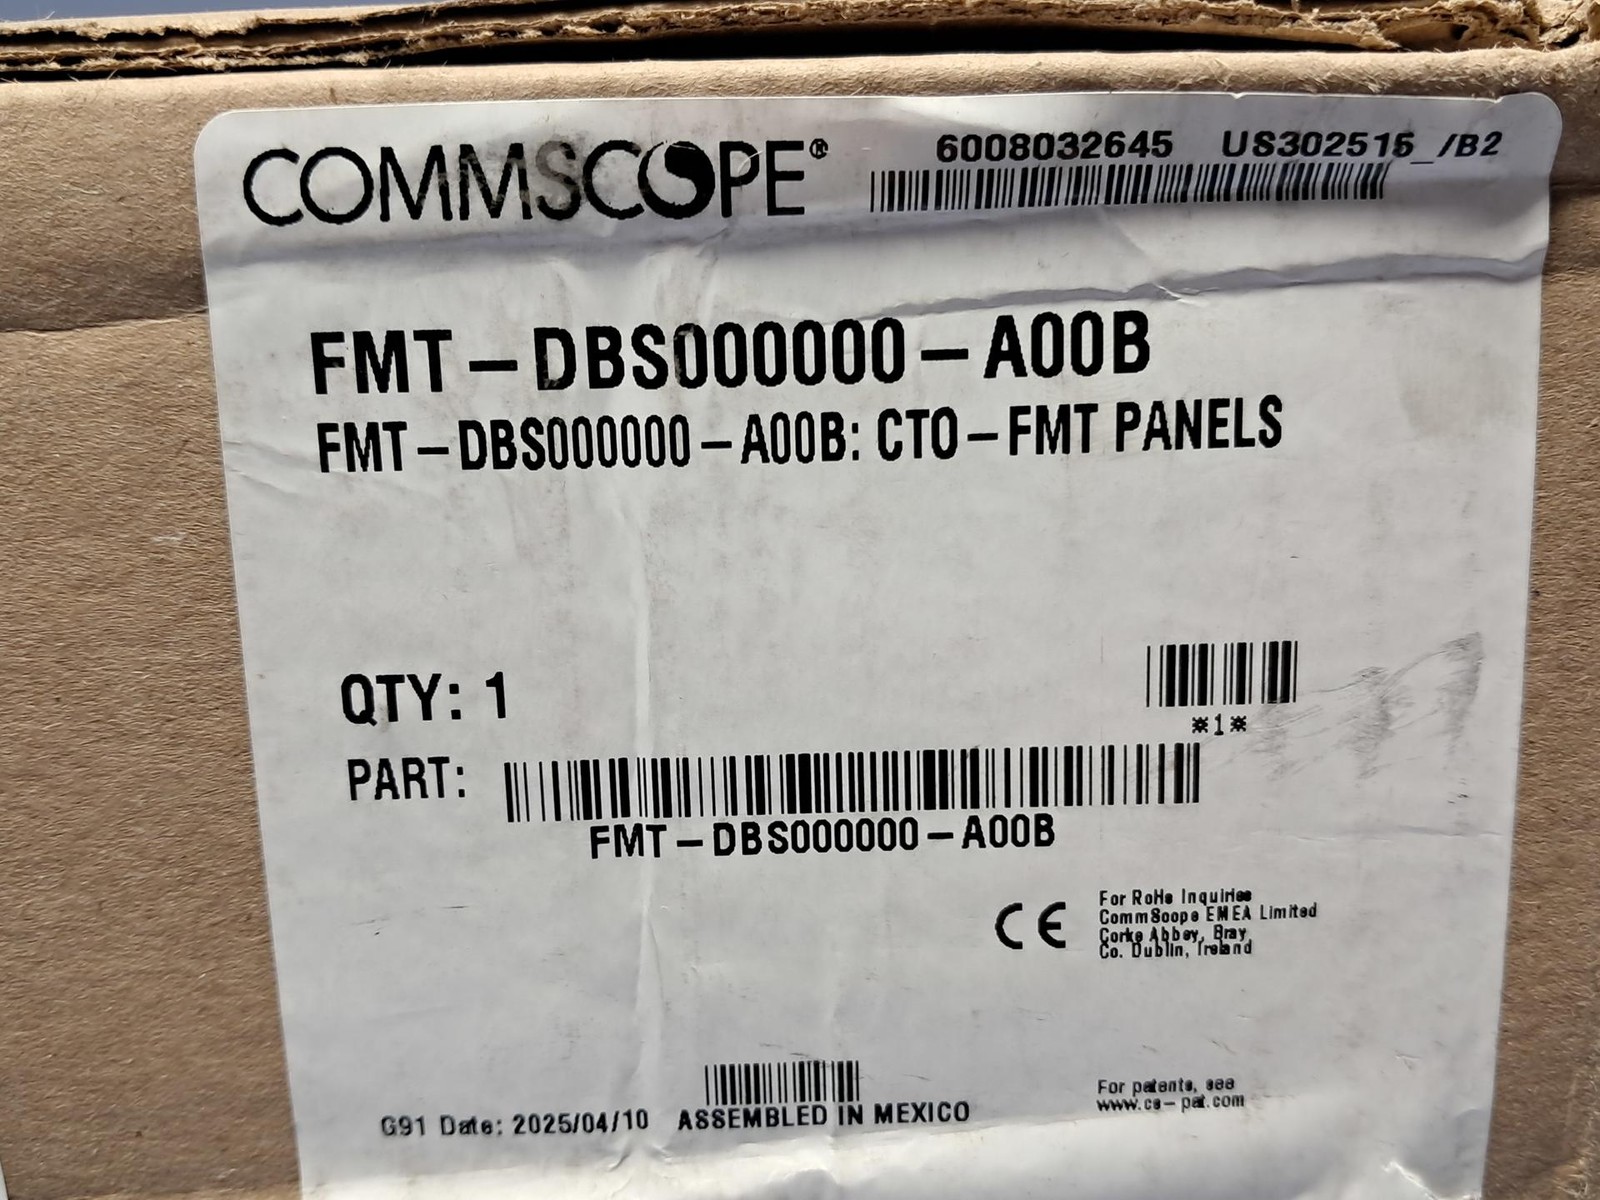 COMMSCOPE®
6008032645 US302515_/B2
FMT-DBS000000-A00B
FMT-DBS000000-A00B: CTO-FMT PANELS
QTY: 1
*1*
PART:
FMT-DBS000000-A00B
CE
For RoHs Inquiries
CommScope EMEA Limited
Corke Abbey, Bray
Co. Dublin, Ireland
G91 Date: 2025/04/10 ASSEMBLED IN MEXICO
For patents, see
www.cs-pat.com